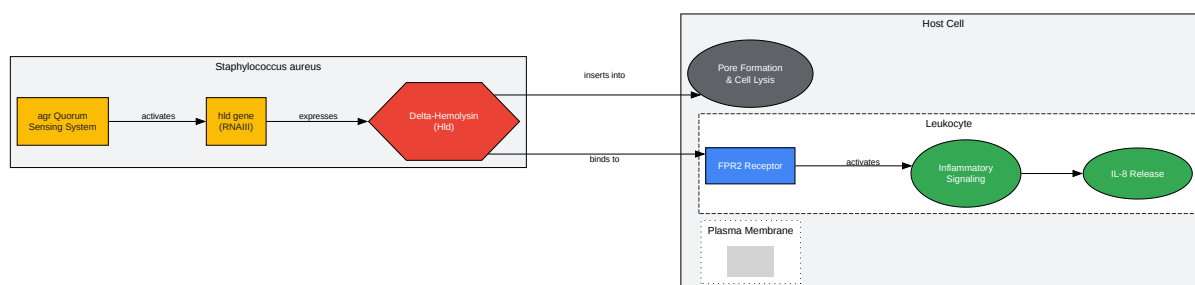 Host Cell
Staphylococcus aureus
Pore Formation
& Cell Lysis
inserts into
agr Quorum
Sensing System
activates
hld gene
(RNAIII)
expresses
Delta-Hemolysin
(Hld)
binds to
Leukocyte
FPR2 Receptor
activates
Inflammatory
Signaling
IL-8 Release
Plasma Membrane